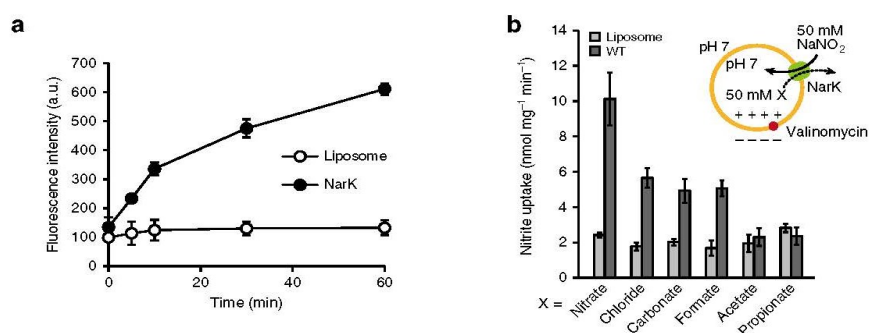 a
700
600
500
400
300
200
100
0
Fluorescence intensity (a.u.)
Liposome
NarK
0
20
40
60
Time (min)
b
14
12
10
8
6
4
2
0
Nitrite uptake (nmol mg⁻¹ min⁻¹)
Liposome
WT
50 mM
NaNO₂
pH 7
pH 7
NarK
50 mM X
+ + + +
Valinomycin
– – – – –
X =
Nitrate
Chloride
Carbonate
Formate
Acetate
Propionate